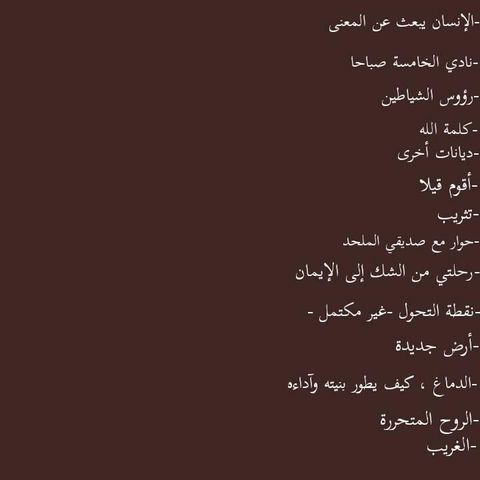 -الإنسان يبعث عن المعنى
-نادي الخامسة صباحا
-رؤوس الشياطين
-كلمة الله
-ديانات أخرى
-أقوم قيلا
-تثريب
-حوار مع صديقي الملحد
-رحلتي من الشك إلى الإيمان
-نقطة التحول -غير مكتمل -
-أرض جديدة
-الدماغ ، كيف يطور بنيته وآداءه
-الروح المتحررة
-الغريب